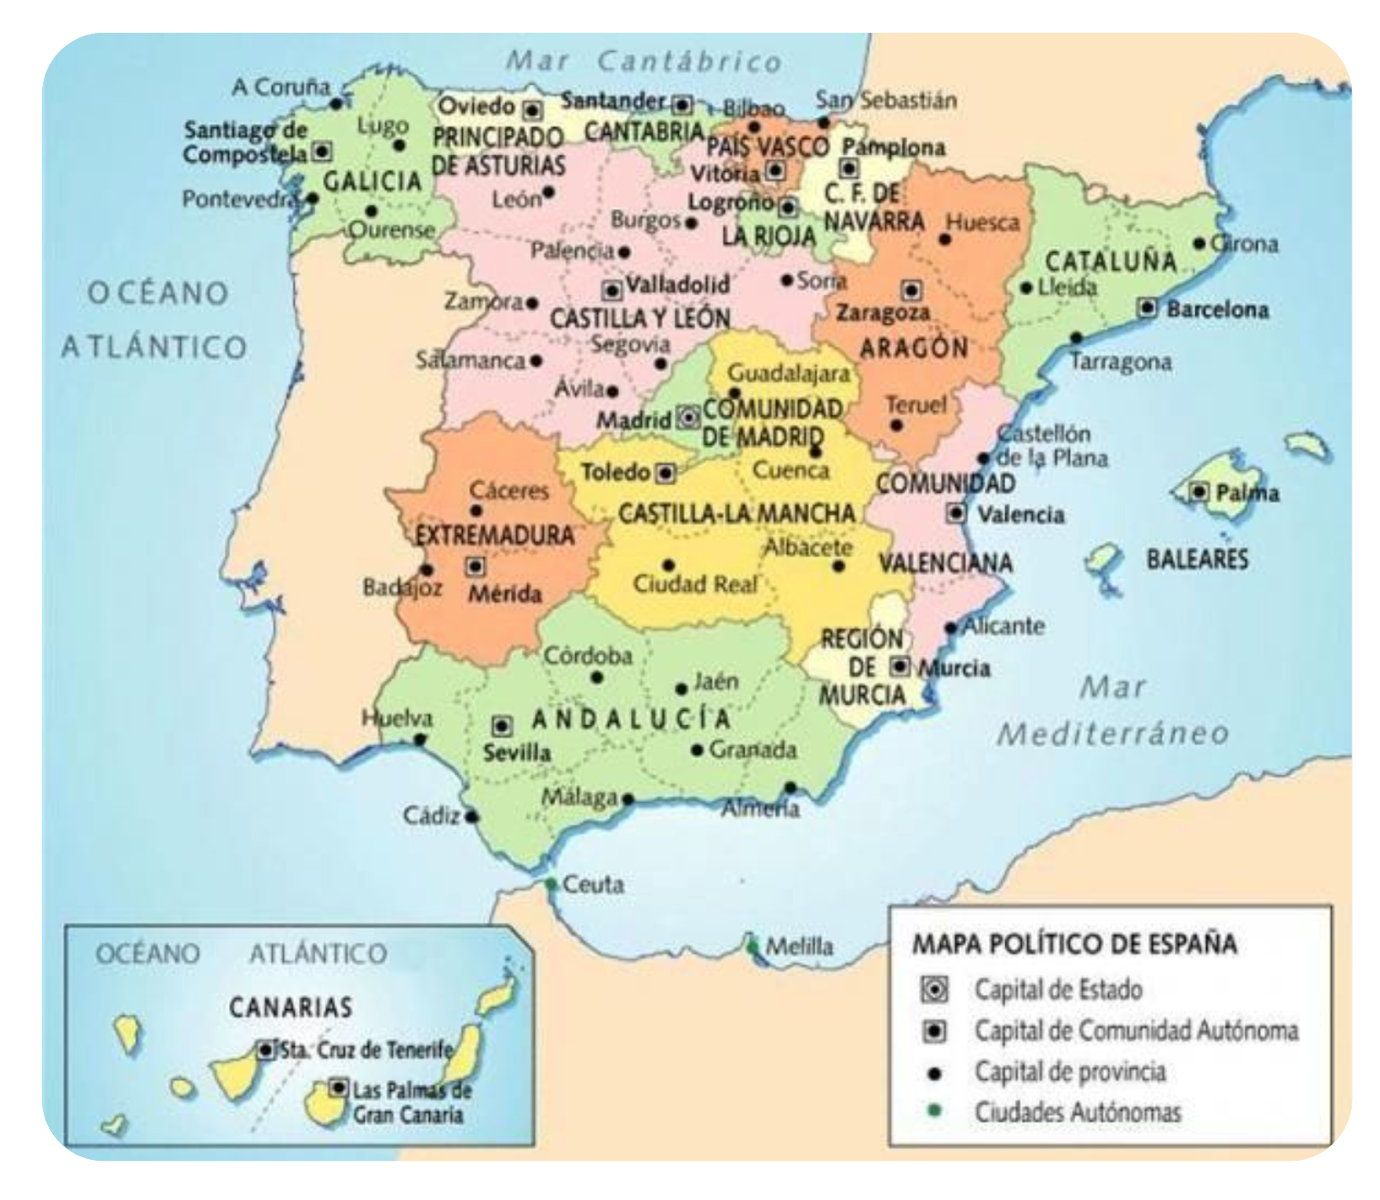 Mar Cantábrico
A Coruña
Oviedo
Santander
Bilbao
San Sebastián
Santiago de
Compostela
Lugo
PRINCIPADO
DE ASTURIAS
CANTABRIA
PAÍS VASCO
Pamplona
Vitoria
Pontevedra
GALICIA
León
Logroño
C. F. DE
NAVARRA
Ourense
Burgos
LA RIOJA
Huesca
Palencia
CATALUÑA
Girona
OCÉANO
ATLÁNTICO
Zamora
Valladolid
Soria
Zaragoza
Lleida
Barcelona
CASTILLA Y LEÓN
Segovia
ARAGÓN
Salamanca
Tarragona
Ávila
Guadalajara
Madrid
COMUNIDAD
DE MADRID
Teruel
Castellón
de la Plana
Toledo
Cuenca
COMUNIDAD
Palma
Cáceres
CASTILLA-LA MANCHA
Valencia
EXTREMADURA
Albacete
VALENCIANA
BALEARES
Badajoz
Mérida
Ciudad Real
Alicante
REGIÓN
DE
MURCIA
Murcia
Córdoba
Jaén
Mar
Mediterráneo
Huelva
ANDALUCÍA
Sevilla
Granada
Cádiz
Málaga
Almería
Ceuta
Melilla
OCÉANO ATLÁNTICO
CANARIAS
Sta. Cruz de Tenerife
Las Palmas de
Gran Canaria
MAPA POLÍTICO DE ESPAÑA
Capital de Estado
Capital de Comunidad Autónoma
Capital de provincia
Ciudades Autónomas